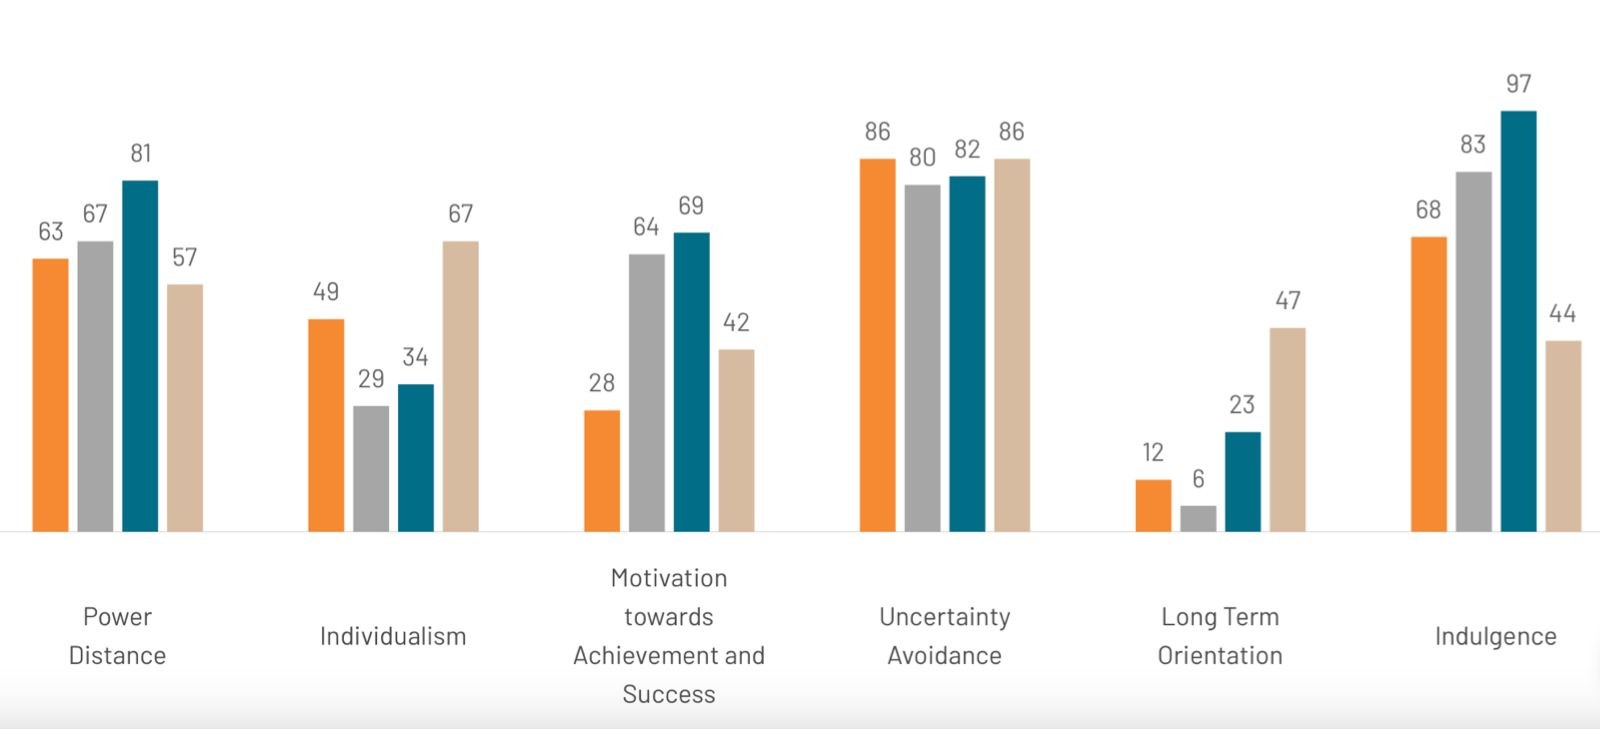 63
67
81
57
49
29
34
67
28
64
69
42
86
80
82
86
12
6
23
47
68
83
97
44
Power
Distance
Individualism
Motivation
towards
Achievement and
Success
Uncertainty
Avoidance
Long Term
Orientation
Indulgence